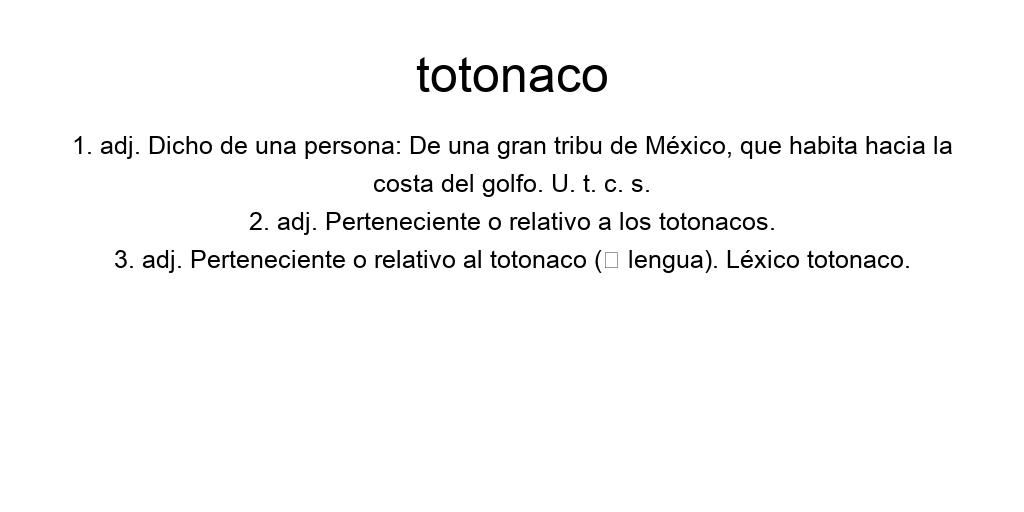 totonaco
1. adj. Dicho de una persona: De una gran tribu de México, que habita hacia la
costa del golfo. U. t. c. s.
2. adj. Perteneciente o relativo a los totonacos.
3. adj. Perteneciente o relativo al totonaco (□ lengua). Léxico totonaco.